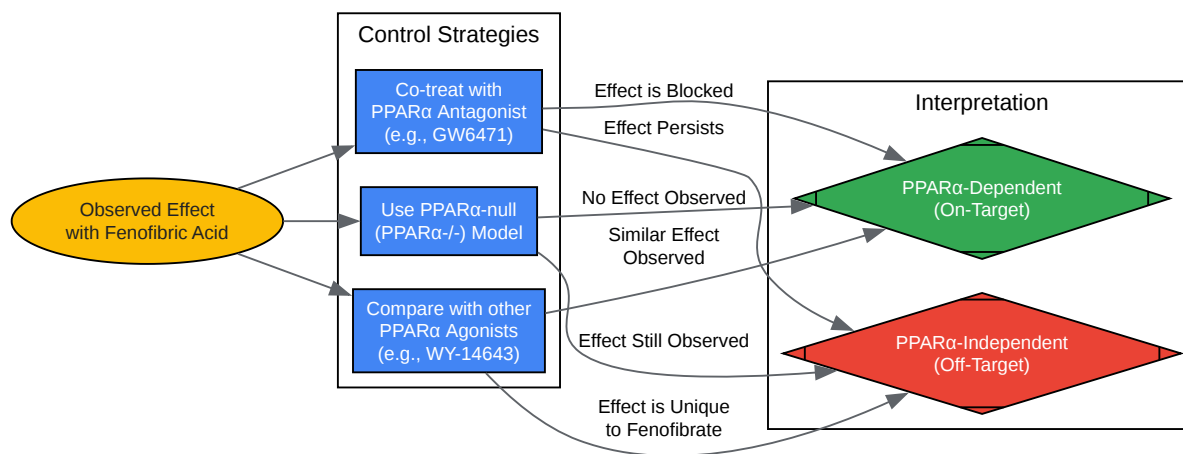 Control Strategies
Co-treat with
PPARα Antagonist
(e.g., GW6471)
Effect is Blocked
Effect Persists
Interpretation
PPARα-Dependent
(On-Target)
Observed Effect
with Fenofibric Acid
Use PPARα-null
(PPARα-/-) Model
No Effect Observed
Similar Effect
Observed
Compare with other
PPARα Agonists
(e.g., WY-14643)
Effect Still Observed
PPARα-Independent
(Off-Target)
Effect is Unique
to Fenofibrate